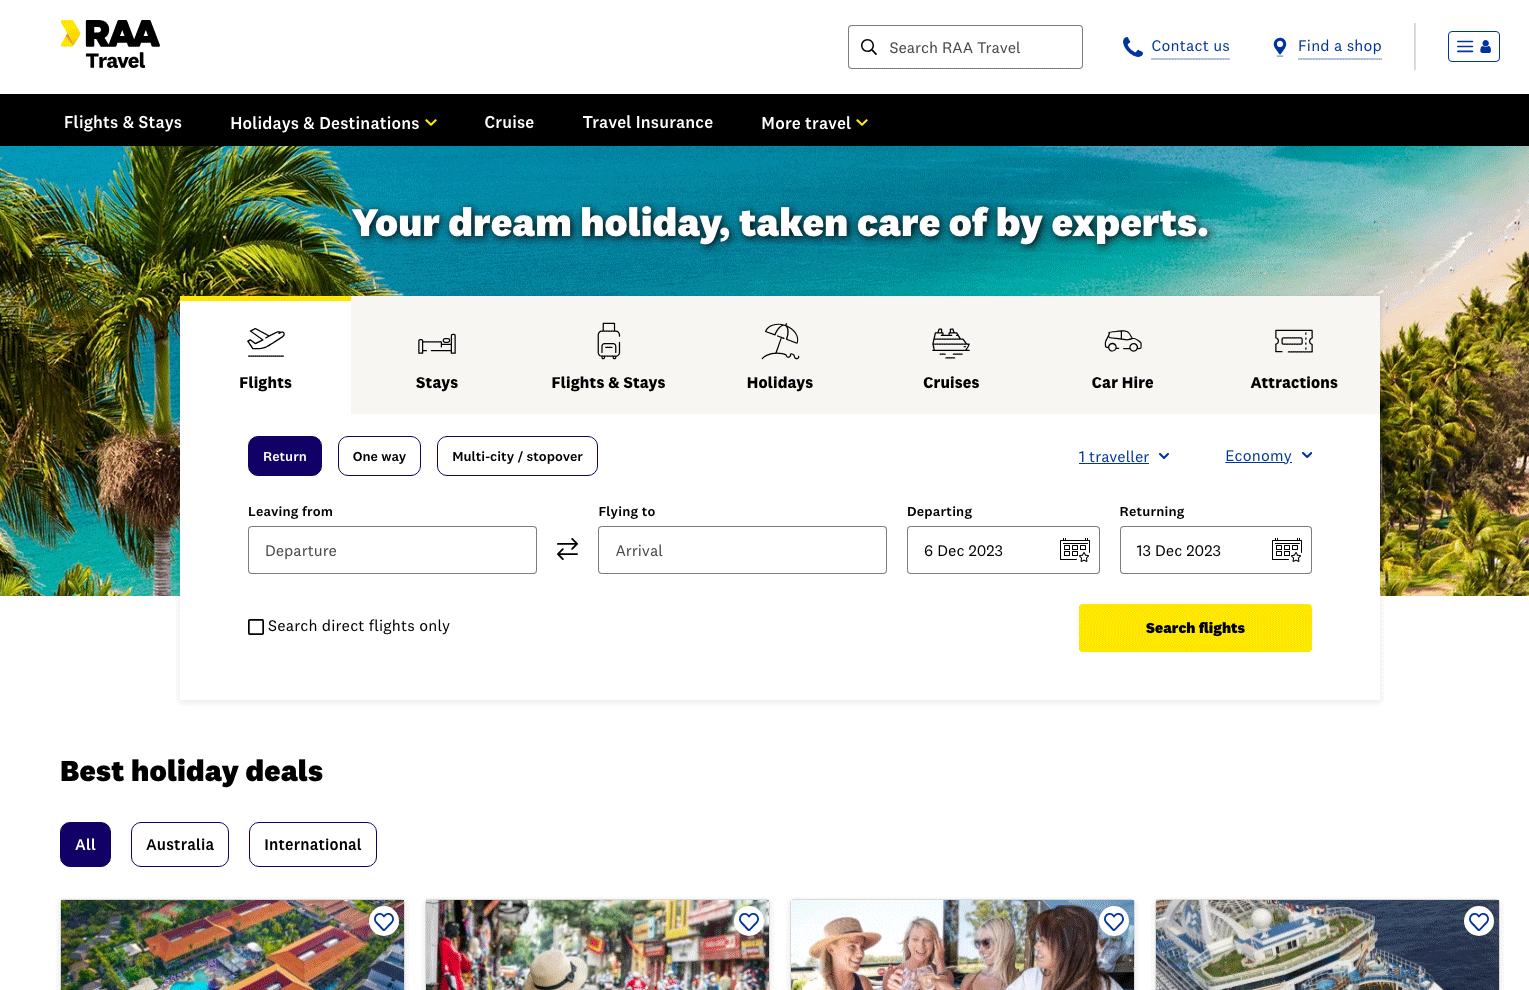 RAA
Travel
Search RAA Travel
Contact us
Find a shop
Flights & Stays
Holidays & Destinations
Cruise
Travel Insurance
More travel
Your dream holiday, taken care of by experts.
Flights
Stays
Flights & Stays
Holidays
Cruises
Car Hire
Attractions
Return
One way
Multi-city / stopover
1 traveller
Economy
Leaving from
Flying to
Departing
Returning
Departure
Arrival
6 Dec 2023
13 Dec 2023
Search direct flights only
Search flights
Best holiday deals
All
Australia
International